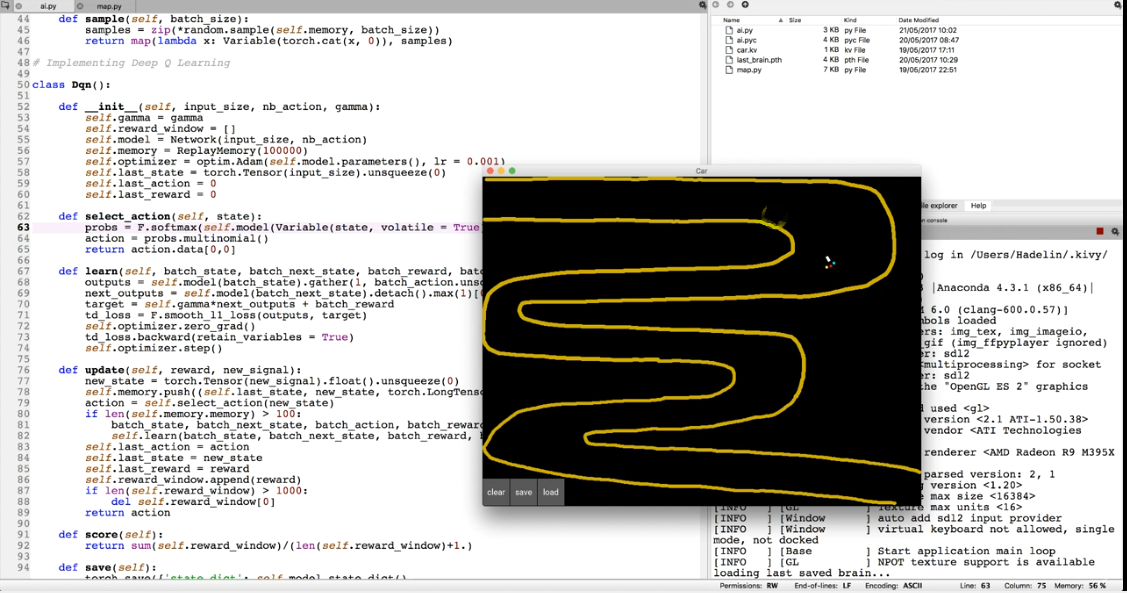 ai.py
map.py
44 def sample(self, batch_size):
45 samples = zip(*random.sample(self.memory, batch_size))
46 return map(lambda x: Variable(torch.cat(x, 0)), samples)
47
48 # Implementing Deep Q Learning
49
50 class Dqn():
51
52 def __init__(self, input_size, nb_action, gamma):
53 self.gamma = gamma
54 self.reward_window = []
55 self.model = Network(input_size, nb_action)
56 self.memory = ReplayMemory(100000)
57 self.optimizer = optim.Adam(self.model.parameters(), lr = 0.001)
58 self.last_state = torch.Tensor(input_size).unsqueeze(0)
59 self.last_action = 0
60 self.last_reward = 0
61
62 def select_action(self, state):
63 probs = F.softmax(self.model(Variable(state, volatile = True
64 action = probs.multinomial()
65 return action.data[0,0]
66
67 def learn(self, batch_state, batch_next_state, batch_reward, bat
68 outputs = self.model(batch_state).gather(1, batch_action.uns
69 next_outputs = self.model(batch_next_state).detach().max(1)[
70 target = self.gamma*next_outputs + batch_reward
71 td_loss = F.smooth_l1_loss(outputs, target)
72 self.optimizer.zero_grad()
73 td_loss.backward(retain_variables = True)
74 self.optimizer.step()
75
76 def update(self, reward, new_signal):
77 new_state = torch.Tensor(new_signal).float().unsqueeze(0)
78 self.memory.push((self.last_state, new_state, torch.LongTens
79 action = self.select_action(new_state)
80 if len(self.memory.memory) > 100:
81 batch_state, batch_next_state, batch_action, batch_rewar
82 self.learn(batch_state, batch_next_state, batch_reward,
83 self.last_action = action
84 self.last_state = new_state
85 self.last_reward = reward
86 self.reward_window.append(reward)
87 if len(self.reward_window) > 1000:
88 del self.reward_window[0]
89 return action
90
91 def score(self):
92 return sum(self.reward_window)/(len(self.reward_window)+1.)
93
94 def save(self):
Name Size Kind Date Modified
ai.py 3 KB py File 21/05/2017 10:02
ai.pyc 4 KB pyc File 20/05/2017 08:47
car.kv 1 KB kv File 19/05/2017 17:11
last_brain.pth 4 KB pth File 20/05/2017 10:29
map.py 7 KB py File 19/05/2017 22:51
Car
clear save load
file explorer Help
console
log in /Users/Hadelin/.kivy/
|Anaconda 4.3.1 (x86_64)|
M 6.0 (clang-600.0.57)]
mbols loaded
ers: img_tex, img_imageio,
_gif (img_ffpyplayer ignored)
er: sdl2
<multiprocessing> for socket
er: sdl2
the "OpenGL ES 2" graphics
d used <gl>
version <2.1 ATI-1.50.38>
vendor <ATI Technologies
renderer <AMD Radeon R9 M395X
parsed version: 2, 1
version <1.20>
texture max size <16384>
[INFO ] [GL ] Texture max units <16>
[INFO ] [Window ] auto add sdl2 input provider
[INFO ] [Window ] virtual keyboard not allowed, single
mode, not docked
[INFO ] [Base ] Start application main loop
[INFO ] [GL ] NPOT texture support is available
loading last saved brain...
Permissions: RW End-of-lines: LF Encoding: ASCII Line: 63 Column: 75 Memory: 56 %